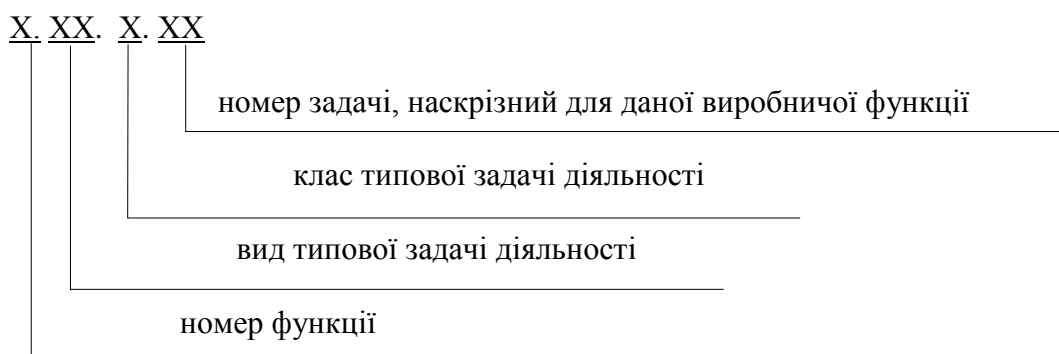 Х. ХХ. Х. ХХ
номер задачі, наскрізний для даної виробничої функції
клас типової задачі діяльності
вид типової задачі діяльності
номер функції